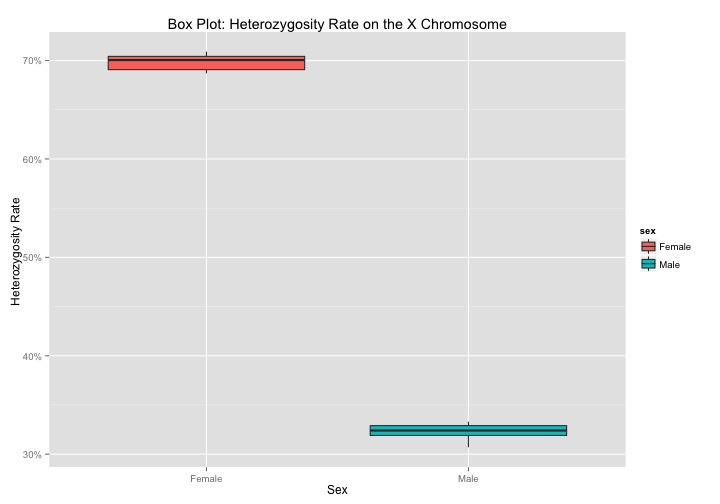 Box Plot: Heterozygosity Rate on the X Chromosome
Heterozygosity Rate
70%
60%
50%
40%
30%
Female
Male
Sex
sex
Female
Male